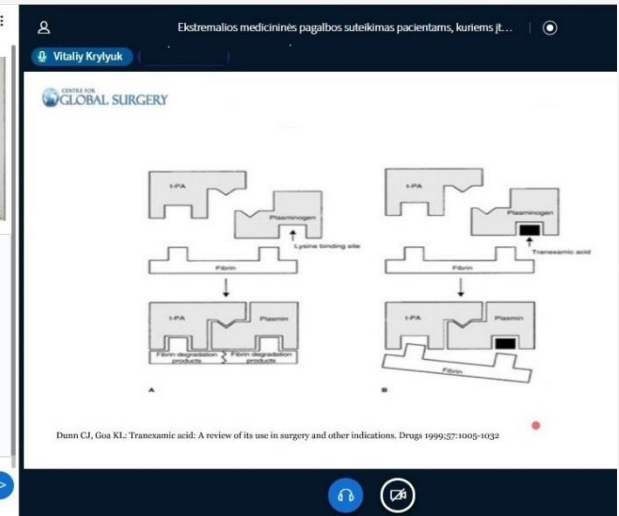 Ekstremalios medicininės pagalbos suteikimas pacientams, kuriems įt...
Vitaliy Krylyuk
CENTRE FOR
GLOBAL SURGERY
t-PA
Plasminogen
Lysine binding site
Fibrin
t-PA
Plasmin
Fibrin degradation products
Fibrin degradation products
A
t-PA
Plasminogen
Tranexamic acid
Fibrin
t-PA
Plasmin
Fibrin
B
Dunn CJ, Goa KL: Tranexamic acid: A review of its use in surgery and other indications. Drugs 1999;57:1005-1032